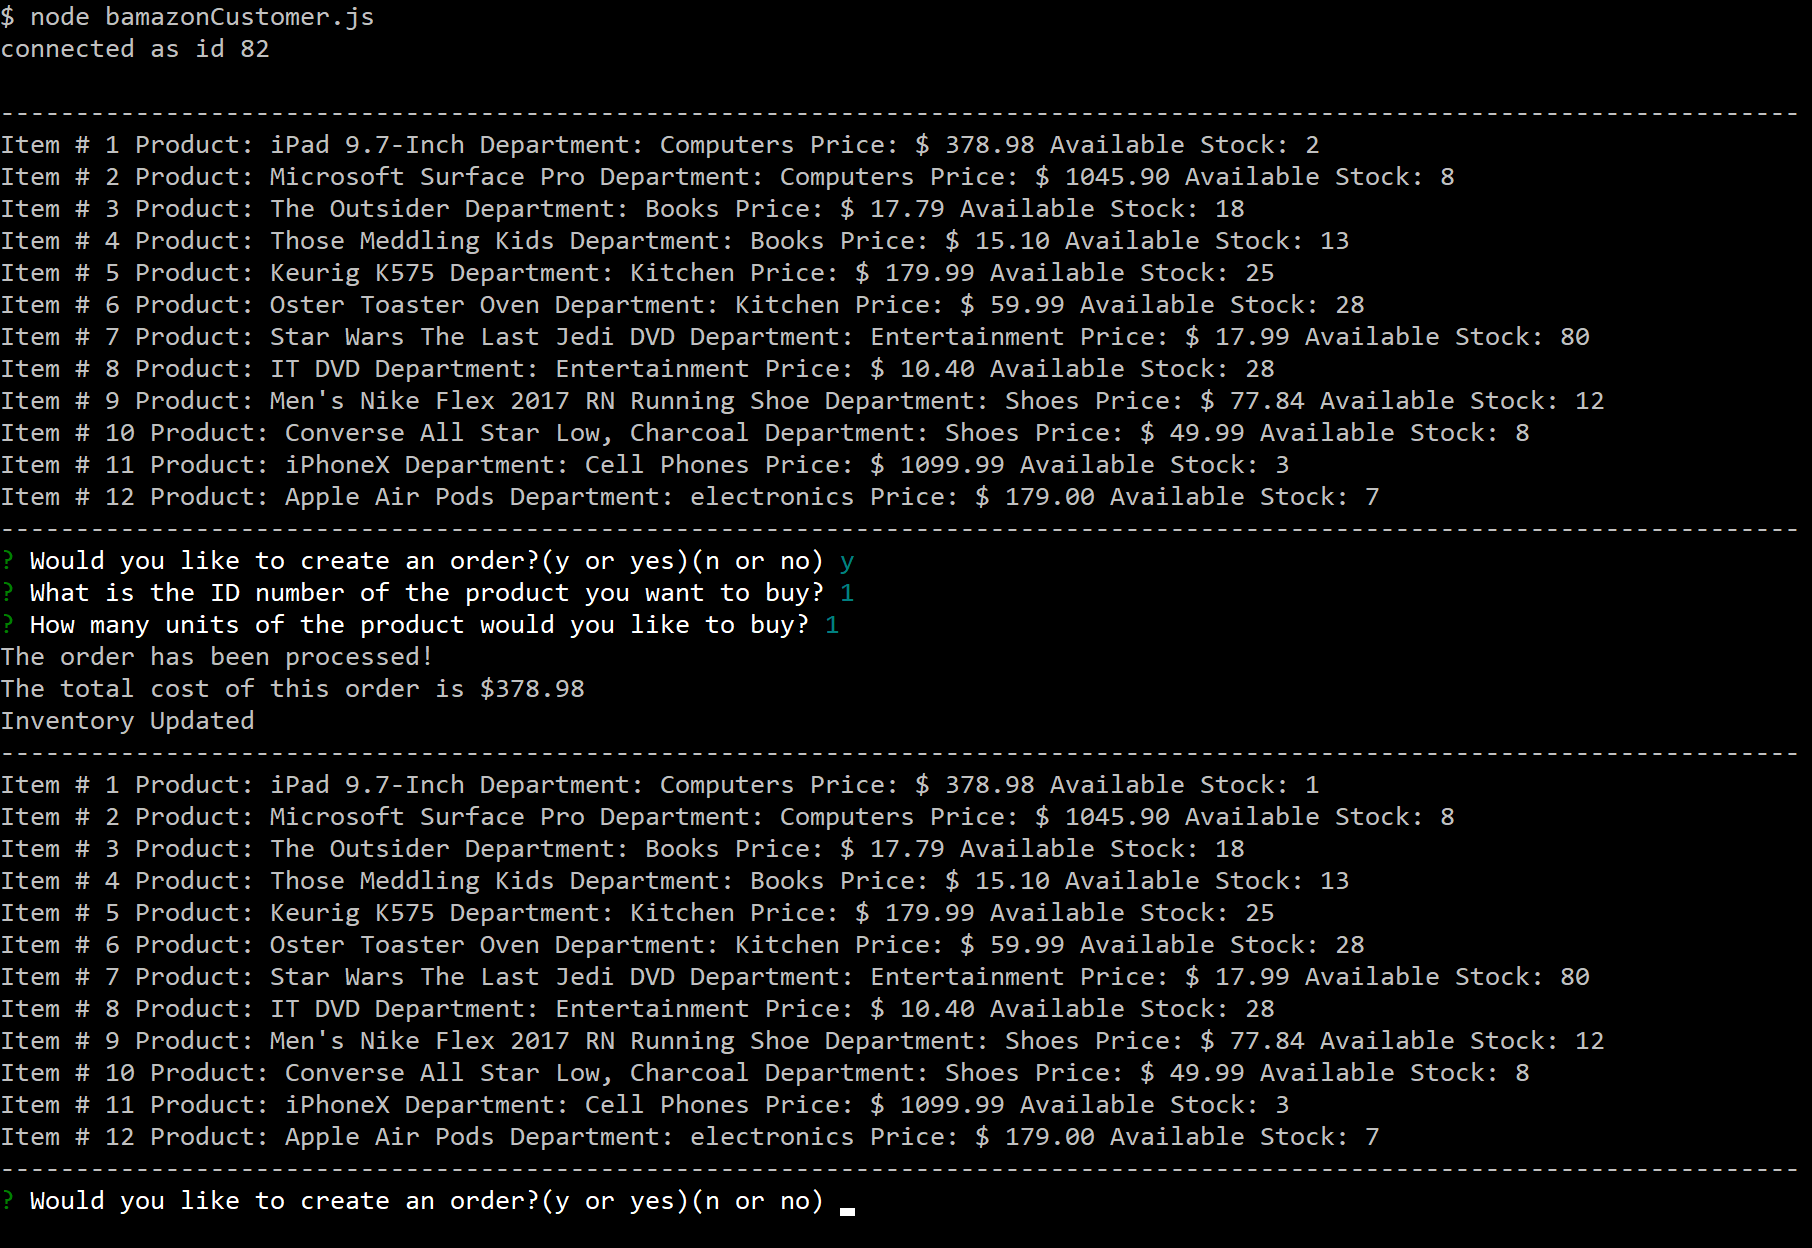 $ node bamazonCustomer.js
connected as id 82
------------------------------------------------------------------------------------------------------------------------
Item # 1 Product: iPad 9.7-Inch Department: Computers Price: $ 378.98 Available Stock: 2
Item # 2 Product: Microsoft Surface Pro Department: Computers Price: $ 1045.90 Available Stock: 8
Item # 3 Product: The Outsider Department: Books Price: $ 17.79 Available Stock: 18
Item # 4 Product: Those Meddling Kids Department: Books Price: $ 15.10 Available Stock: 13
Item # 5 Product: Keurig K575 Department: Kitchen Price: $ 179.99 Available Stock: 25
Item # 6 Product: Oster Toaster Oven Department: Kitchen Price: $ 59.99 Available Stock: 28
Item # 7 Product: Star Wars The Last Jedi DVD Department: Entertainment Price: $ 17.99 Available Stock: 80
Item # 8 Product: IT DVD Department: Entertainment Price: $ 10.40 Available Stock: 28
Item # 9 Product: Men's Nike Flex 2017 RN Running Shoe Department: Shoes Price: $ 77.84 Available Stock: 12
Item # 10 Product: Converse All Star Low, Charcoal Department: Shoes Price: $ 49.99 Available Stock: 8
Item # 11 Product: iPhoneX Department: Cell Phones Price: $ 1099.99 Available Stock: 3
Item # 12 Product: Apple Air Pods Department: electronics Price: $ 179.00 Available Stock: 7
------------------------------------------------------------------------------------------------------------------------
? Would you like to create an order?(y or yes)(n or no) y
? What is the ID number of the product you want to buy? 1
? How many units of the product would you like to buy? 1
The order has been processed!
The total cost of this order is $378.98
Inventory Updated
------------------------------------------------------------------------------------------------------------------------
Item # 1 Product: iPad 9.7-Inch Department: Computers Price: $ 378.98 Available Stock: 1
Item # 2 Product: Microsoft Surface Pro Department: Computers Price: $ 1045.90 Available Stock: 8
Item # 3 Product: The Outsider Department: Books Price: $ 17.79 Available Stock: 18
Item # 4 Product: Those Meddling Kids Department: Books Price: $ 15.10 Available Stock: 13
Item # 5 Product: Keurig K575 Department: Kitchen Price: $ 179.99 Available Stock: 25
Item # 6 Product: Oster Toaster Oven Department: Kitchen Price: $ 59.99 Available Stock: 28
Item # 7 Product: Star Wars The Last Jedi DVD Department: Entertainment Price: $ 17.99 Available Stock: 80
Item # 8 Product: IT DVD Department: Entertainment Price: $ 10.40 Available Stock: 28
Item # 9 Product: Men's Nike Flex 2017 RN Running Shoe Department: Shoes Price: $ 77.84 Available Stock: 12
Item # 10 Product: Converse All Star Low, Charcoal Department: Shoes Price: $ 49.99 Available Stock: 8
Item # 11 Product: iPhoneX Department: Cell Phones Price: $ 1099.99 Available Stock: 3
Item # 12 Product: Apple Air Pods Department: electronics Price: $ 179.00 Available Stock: 7
------------------------------------------------------------------------------------------------------------------------
? Would you like to create an order?(y or yes)(n or no)